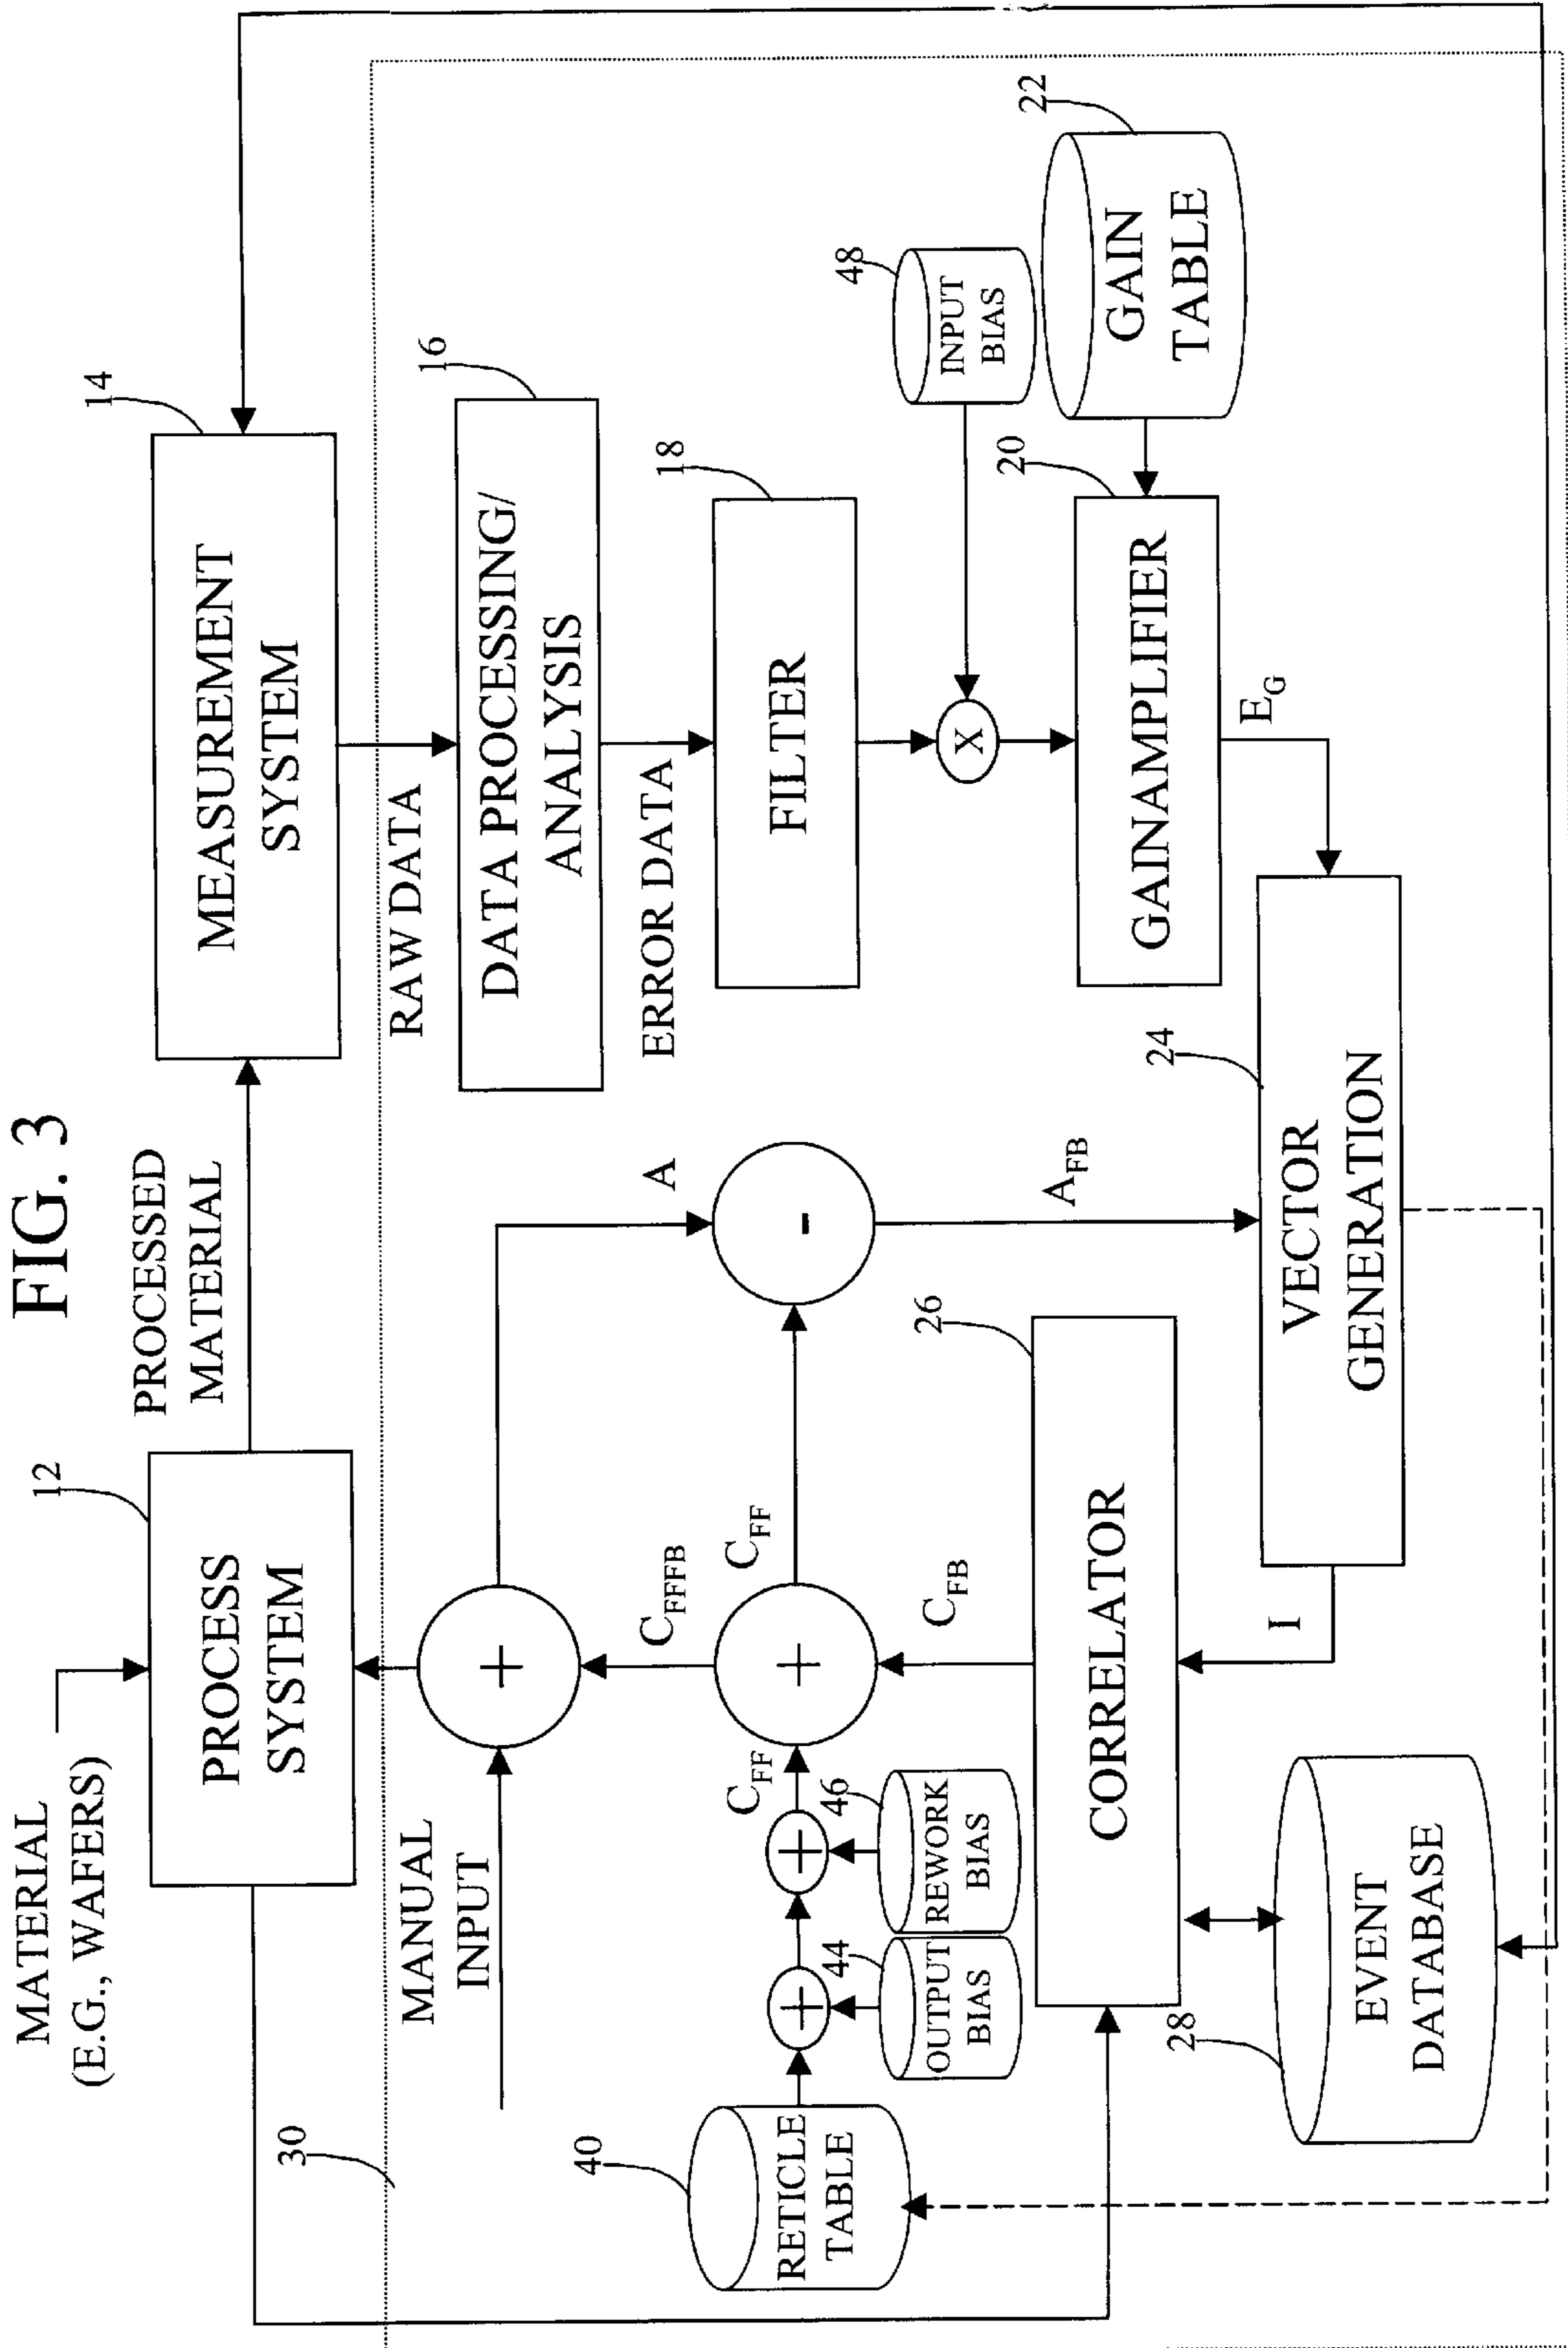 FIG. 3
MATERIAL
(E.G., WAFERS)
12
PROCESS
SYSTEM
PROCESSED
MATERIAL
14
MEASUREMENT
SYSTEM
30
MANUAL
INPUT
+
A
RAW DATA
16
DATA PROCESSING/
ANALYSIS
C_FFFB
ERROR DATA
40
RETICLE
TABLE
+
+
C_FF
+
C_FF
-
18
FILTER
44
OUTPUT
BIAS
46
REWORK
BIAS
C_FB
A_FB
X
48
INPUT
BIAS
26
CORRELATOR
20
GAINAMPLIFIER
22
GAIN
TABLE
E_G
28
EVENT
DATABASE
I
24
VECTOR
GENERATION